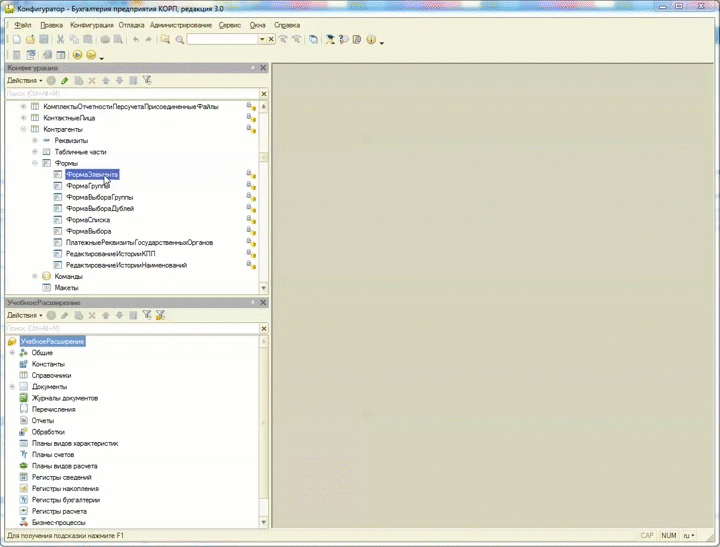 Конфигуратор - Бухгалтерия предприятия КОРП, редакция 3.0
Файл Правка Конфигурация Отладка Администрирование Сервис Окна Справка
Конфигурация
Действия
Поиск (Ctrl+Alt+M)
КомплектыОтчетностиПерсучетаПрисоединенныеФайлы
КонтактныеЛица
Контрагенты
Реквизиты
Табличные части
Формы
ФормаЭлемента
ФормаГруппы
ФормаВыбораГруппы
ФормаВыбораДублей
ФормаСписка
ФормаВыбора
ПлатежныеРеквизитыГосударственныхОрганов
РедактированиеИсторииКПП
РедактированиеИсторииНаименований
Команды
Макеты
УчебноеРасширение
Действия
Поиск (Ctrl+Alt+M)
УчебноеРасширение
Общие
Константы
Справочники
Документы
Журналы документов
Перечисления
Отчеты
Обработки
Планы видов характеристик
Планы счетов
Планы видов расчета
Регистры сведений
Регистры накопления
Регистры бухгалтерии
Регистры расчета
Бизнес-процессы
Для получения подсказки нажмите F1
CAP NUM ru